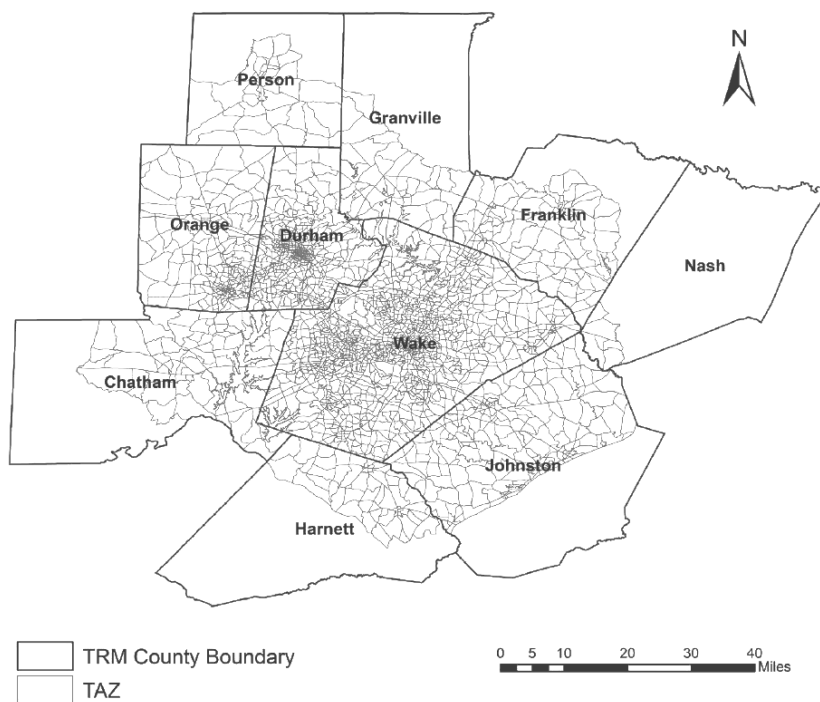 N
Person
Granville
Orange
Durham
Franklin
Nash
Wake
Chatham
Johnston
Harnett
TRM County Boundary
TAZ
0 5 10 20 30 40
Miles